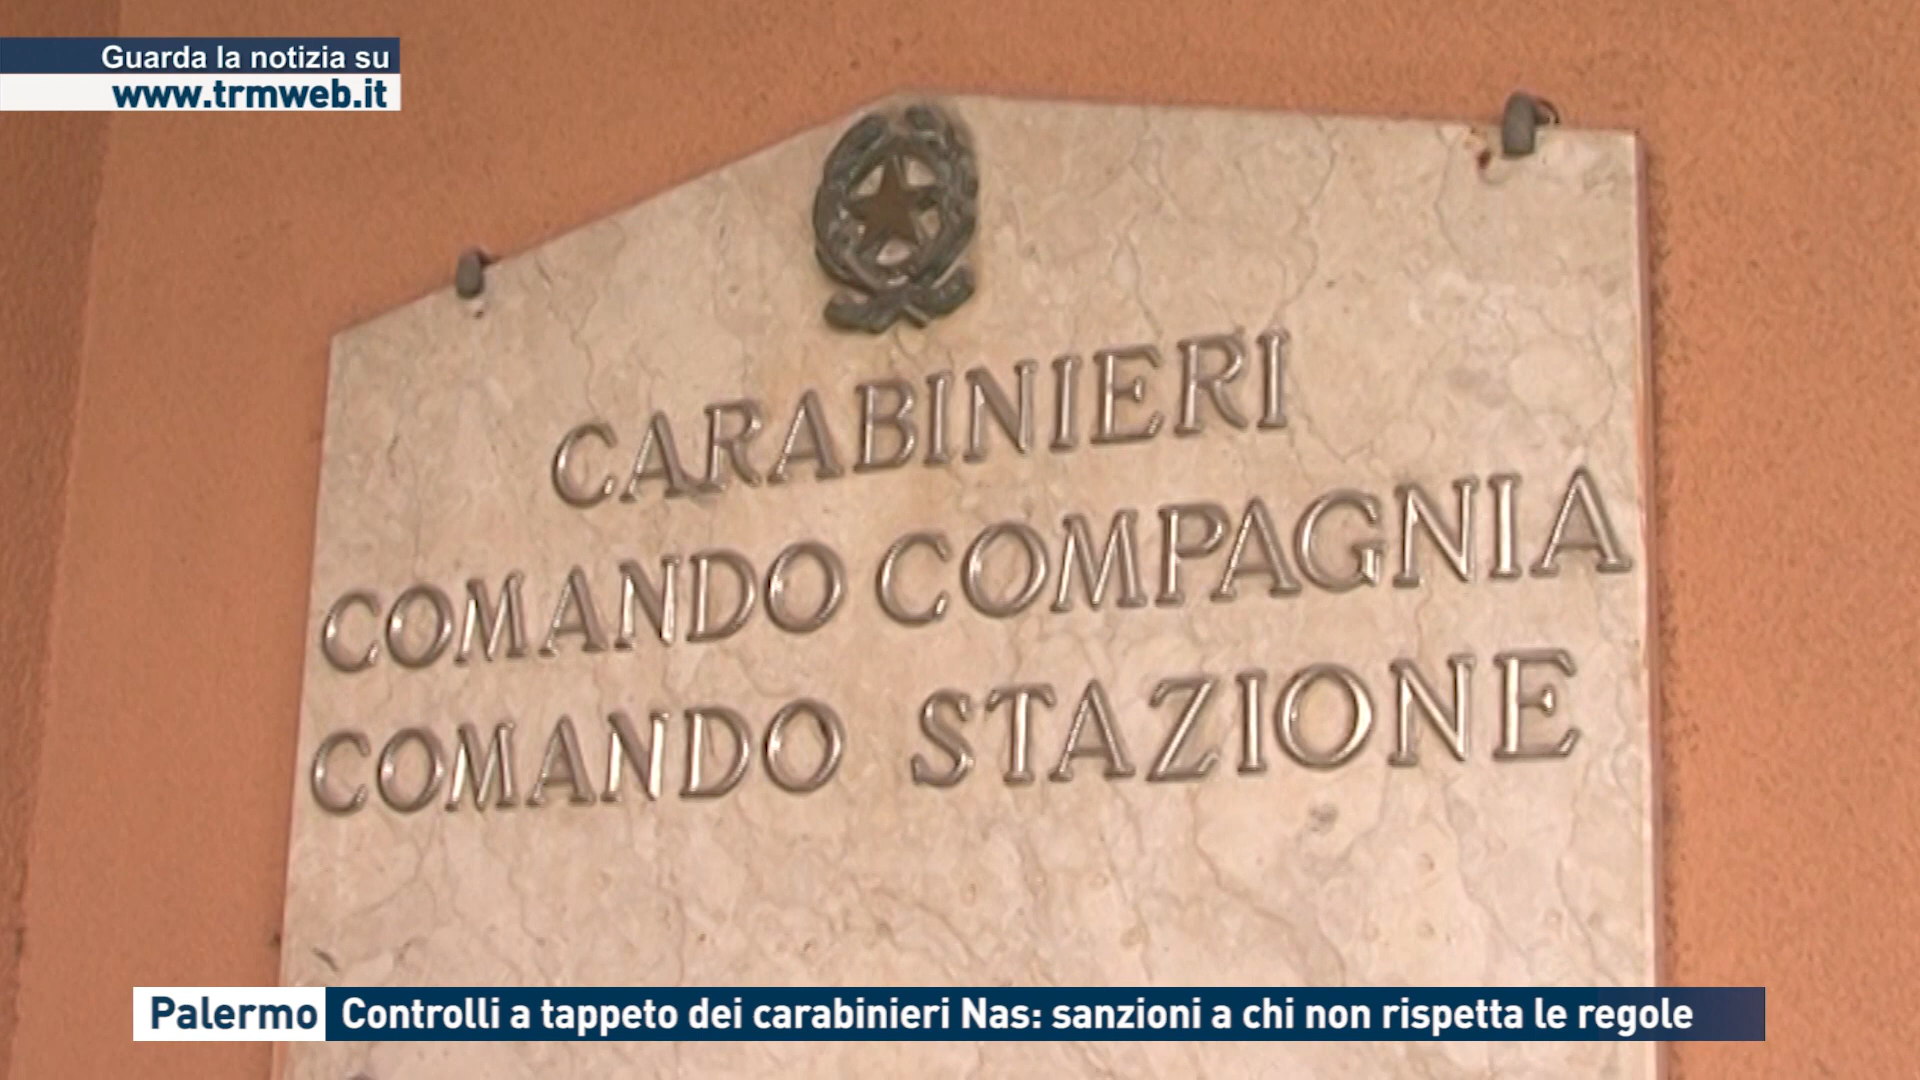 Guarda la notizia su
www.trmweb.it
CARABINIERI
COMANDO COMPAGNIA
COMANDO STAZIONE
Palermo Controlli a tappeto dei carabinieri Nas: sanzioni a chi non rispetta le regole